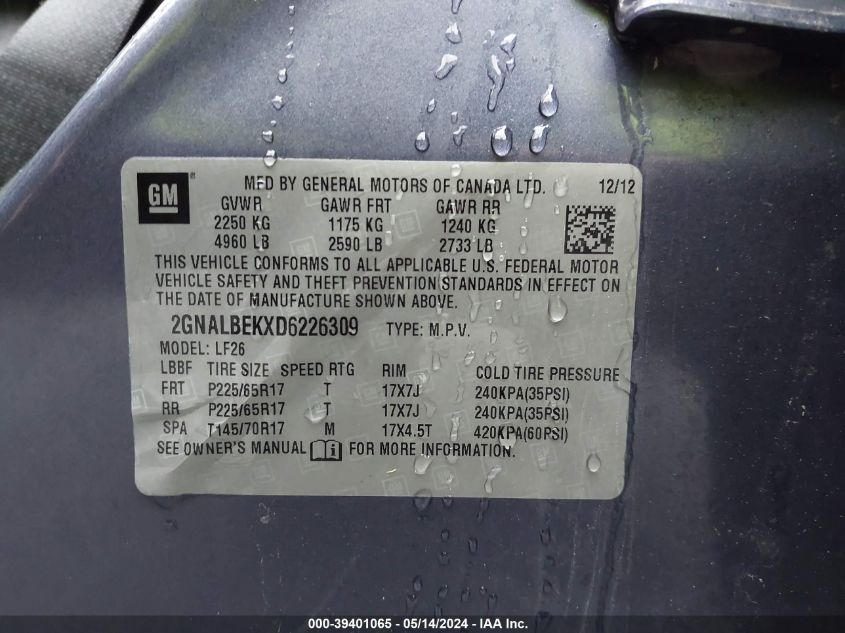 GM ®
MFD BY GENERAL MOTORS OF CANADA LTD. 12/12
GVWR GAWR FRT GAWR RR
2250 KG 1175 KG 1240 KG
4960 LB 2590 LB 2733 LB
THIS VEHICLE CONFORMS TO ALL APPLICABLE U.S. FEDERAL MOTOR
VEHICLE SAFETY AND THEFT PREVENTION STANDARDS IN EFFECT ON
THE DATE OF MANUFACTURE SHOWN ABOVE.
2GNALBEKXD6226309 TYPE: M.P.V.
MODEL: LF26
LBBF TIRE SIZE SPEED RTG RIM COLD TIRE PRESSURE
FRT P225/65R17 T 17X7J 240KPA(35PSI)
RR P225/65R17 T 17X7J 240KPA(35PSI)
SPA T145/70R17 M 17X4.5T 420KPA(60PSI)
SEE OWNER'S MANUAL i FOR MORE INFORMATION.
000-39401065 - 05/14/2024 - IAA Inc.